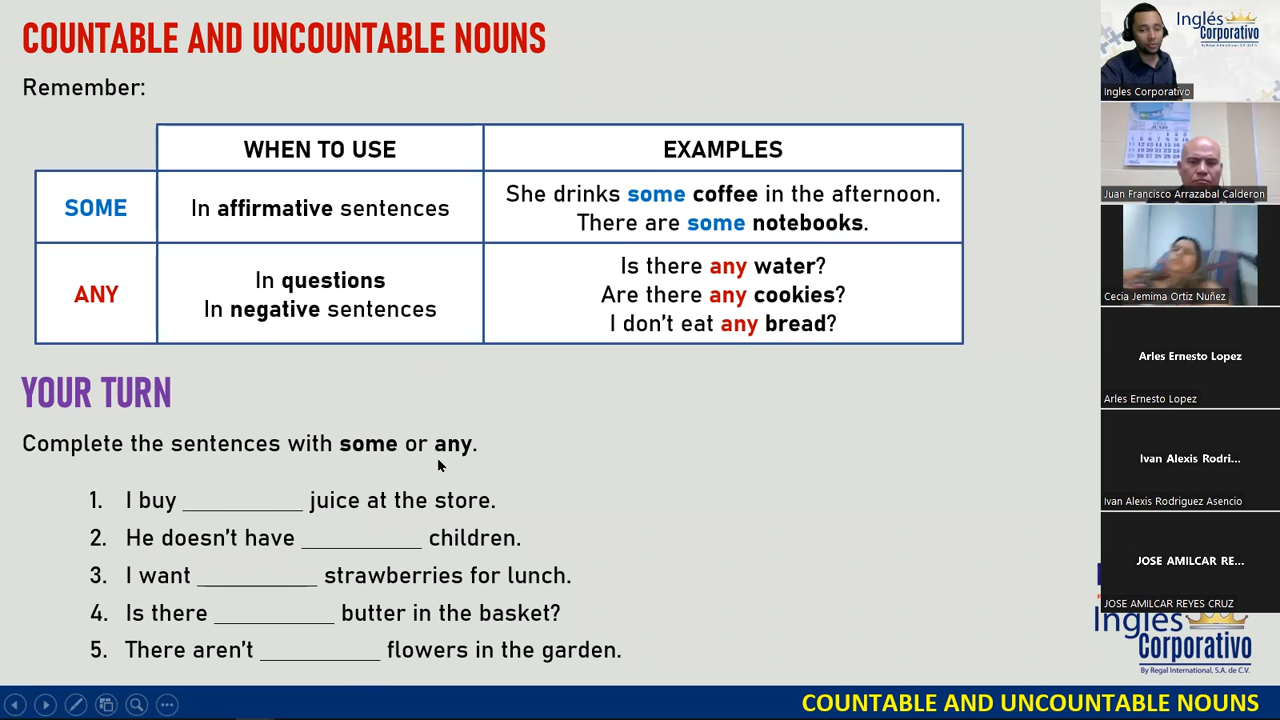 COUNTABLE AND UNCOUNTABLE NOUNS
Remember:
WHEN TO USE
EXAMPLES
SOME
In affirmative sentences
She drinks some coffee in the afternoon.
There are some notebooks.
ANY
In questions
In negative sentences
Is there any water?
Are there any cookies?
I don't eat any bread?
YOUR TURN
Complete the sentences with some or any.
1. I buy __________ juice at the store.
2. He doesn't have __________ children.
3. I want __________ strawberries for lunch.
4. Is there __________ butter in the basket?
5. There aren't __________ flowers in the garden.
COUNTABLE AND UNCOUNTABLE NOUNS
Inglés
Corporativo
Ingles Corporativo
Juan Francisco Arrazabal Calderon
Cecia Jemima Ortiz Nuñez
Arles Ernesto Lopez
Arles Ernesto Lopez
Ivan Alexis Rodri...
Ivan Alexis Rodriguez Asencio
JOSE AMILCAR RE...
JOSE AMILCAR REYES CRUZ
Inglés
Corporativo
By Regal International, S.A. de C.V.